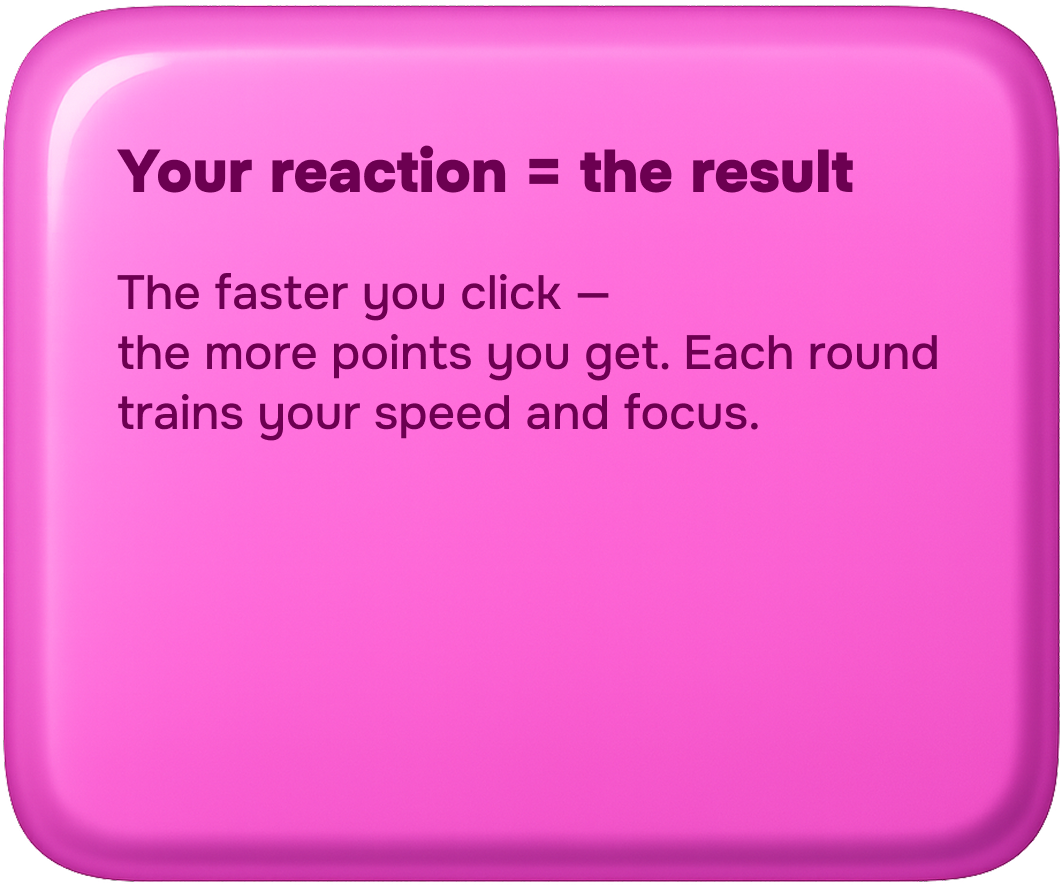 Your reaction = the result
The faster you click –
the more points you get. Each round
trains your speed and focus.